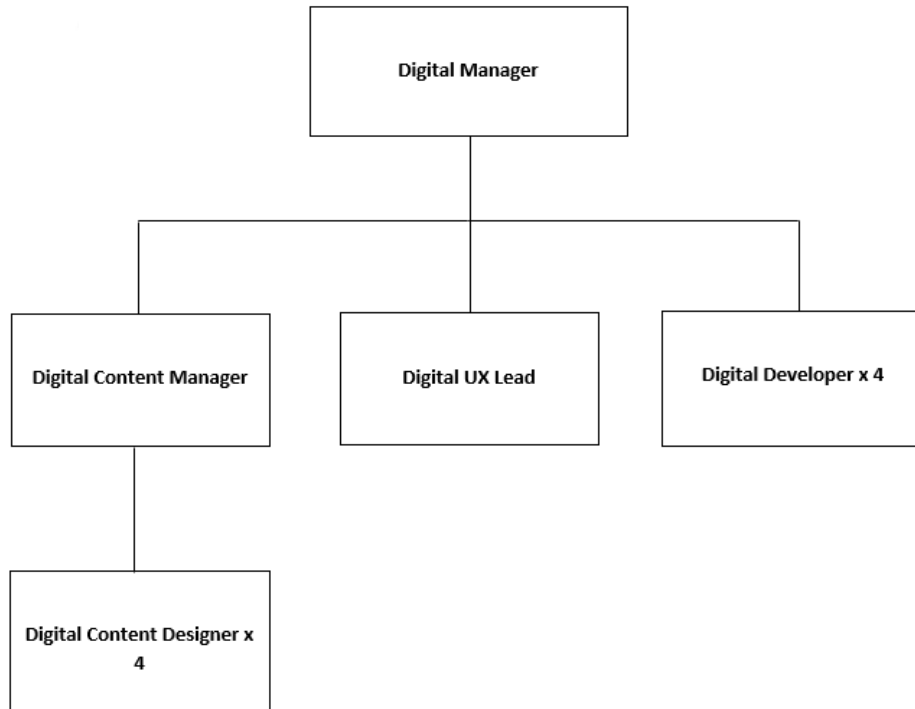 Digital Manager
Digital Content Manager
Digital UX Lead
Digital Developer x 4
Digital Content Designer x
4